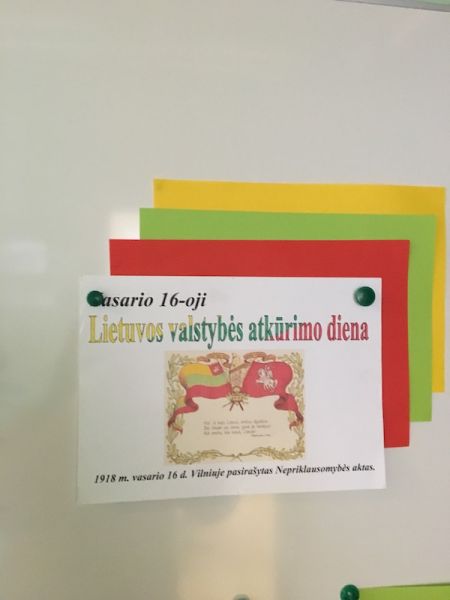 Vasario 16-oji
Lietuvos valstybės atkūrimo diena
1918 m. vasario 16 d. Vilniuje pasirašytas Nepriklausomybės aktas.